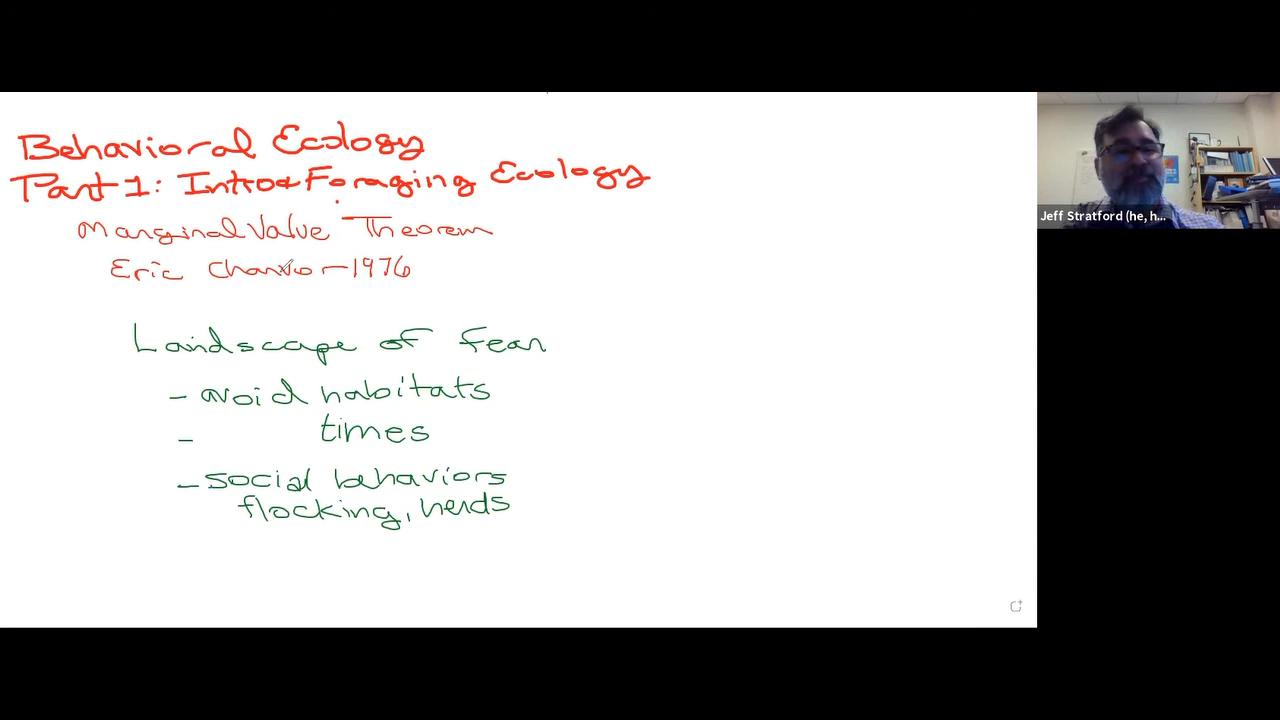 Behavioral Ecology
Part 1: Intro & Foraging Ecology
Marginal Value Theorem
Eric Charnov - 1976
Landscape of Fear
- avoid habitats
- times
- social behaviors
flocking, herds
Jeff Stratford (he, h...